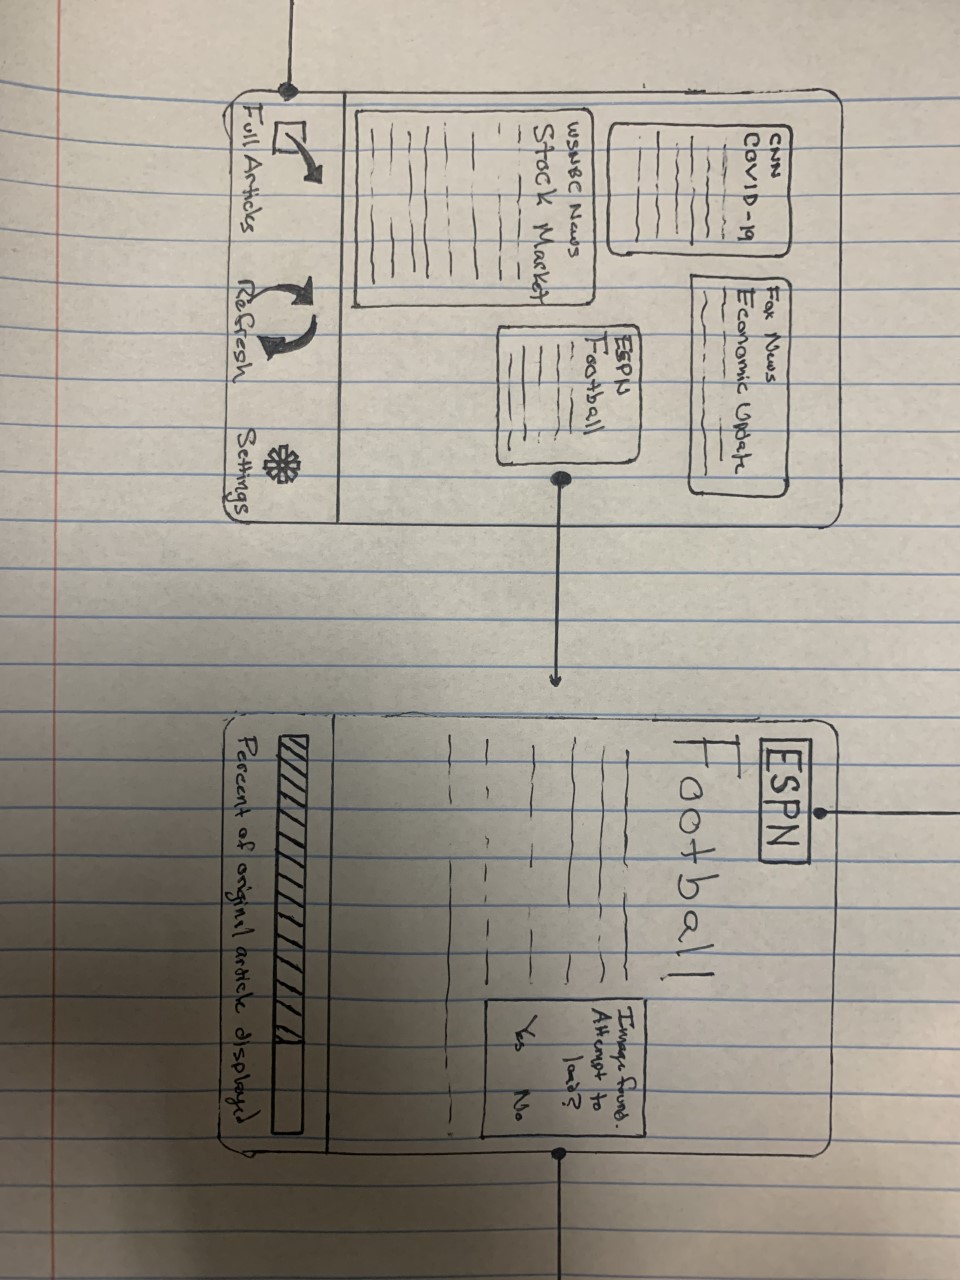 CNN
COVID-19
Fox News
Economic Update
WSNBC News
Stock Market
ESPN
Football
Full Articles
Refresh
Settings
ESPN
Football
Image found.
Attempt to
load?
Yes No
Percent of original article displayed